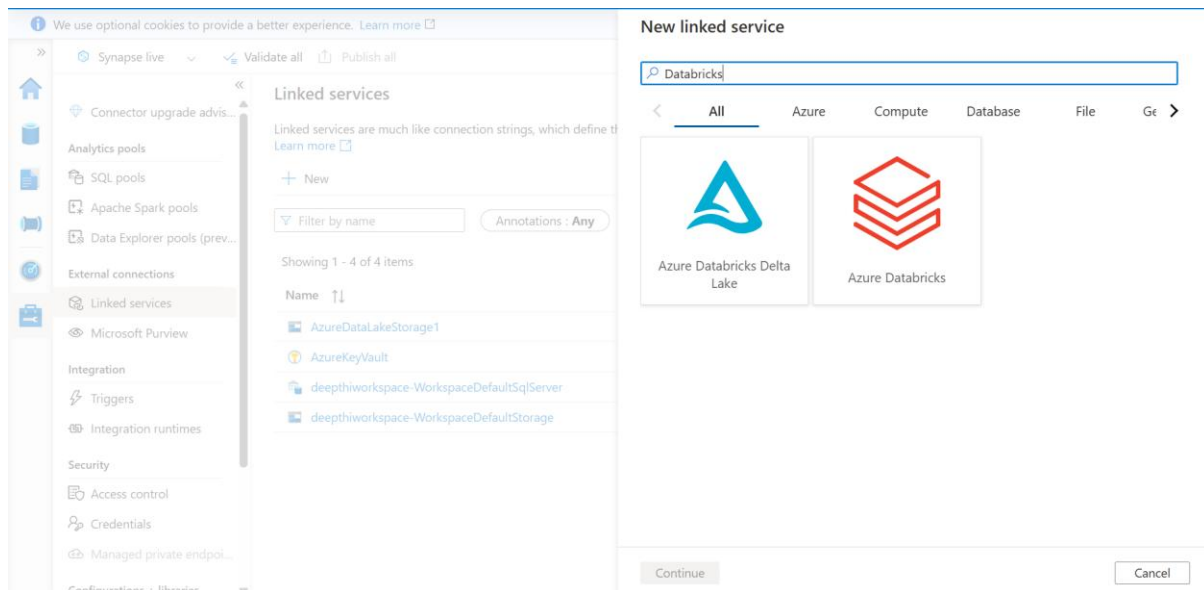 We use optional cookies to provide a better experience. Learn more
Synapse live
Validate all
Publish all
Connector upgrade advis...
Analytics pools
SQL pools
Apache Spark pools
Data Explorer pools (prev...
External connections
Linked services
Microsoft Purview
Integration
Triggers
Integration runtimes
Security
Access control
Credentials
Managed private endpoi...
Configurations + libraries
Linked services
Linked services are much like connection strings, which define th
Learn more
New
Filter by name
Annotations : Any
Showing 1 - 4 of 4 items
Name
AzureDataLakeStorage1
AzureKeyVault
deepthiworkspace-WorkspaceDefaultSqlServer
deepthiworkspace-WorkspaceDefaultStorage
New linked service
Databricks
All
Azure
Compute
Database
File
Ge
Azure Databricks Delta
Lake
Azure Databricks
Continue
Cancel